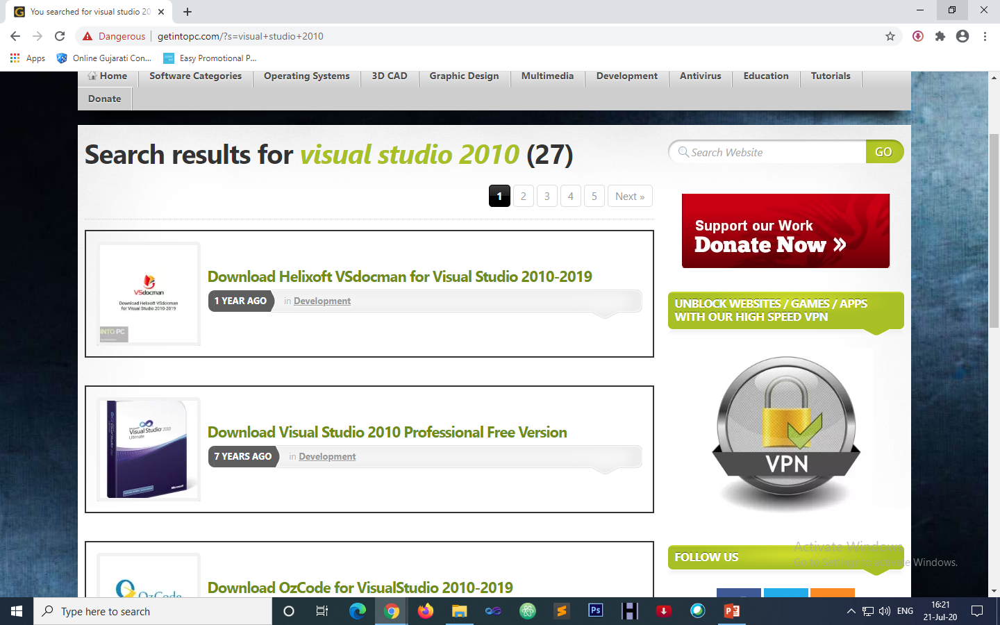 You searched for visual studio 20
Dangerous
getintopc.com/?s=visual+studio+2010
Apps
Online Gujarati Con...
Easy Promotional P...
Home
Software Categories
Operating Systems
3D CAD
Graphic Design
Multimedia
Development
Antivirus
Education
Tutorials
Donate
Search results for visual studio 2010 (27)
Search Website
GO
1
2
3
4
5
Next »
Support our Work
Donate Now »
VSdocman
Download Helixoft VSdocman
for Visual Studio 2010-2019
INTO PC
Download Helixoft VSdocman for Visual Studio 2010-2019
1 YEAR AGO
in Development
UNBLOCK WEBSITES / GAMES / APPS
WITH OUR HIGH SPEED VPN
VPN
Visual Studio 2010
Ultimate
Microsoft
Download Visual Studio 2010 Professional Free Version
7 YEARS AGO
in Development
OzCode
Download OzCode for VisualStudio 2010-2019
FOLLOW US
Activate Windows
Go to Settings to activate Windows.
Type here to search
Ps
H
ENG
16:21
21-Jul-20